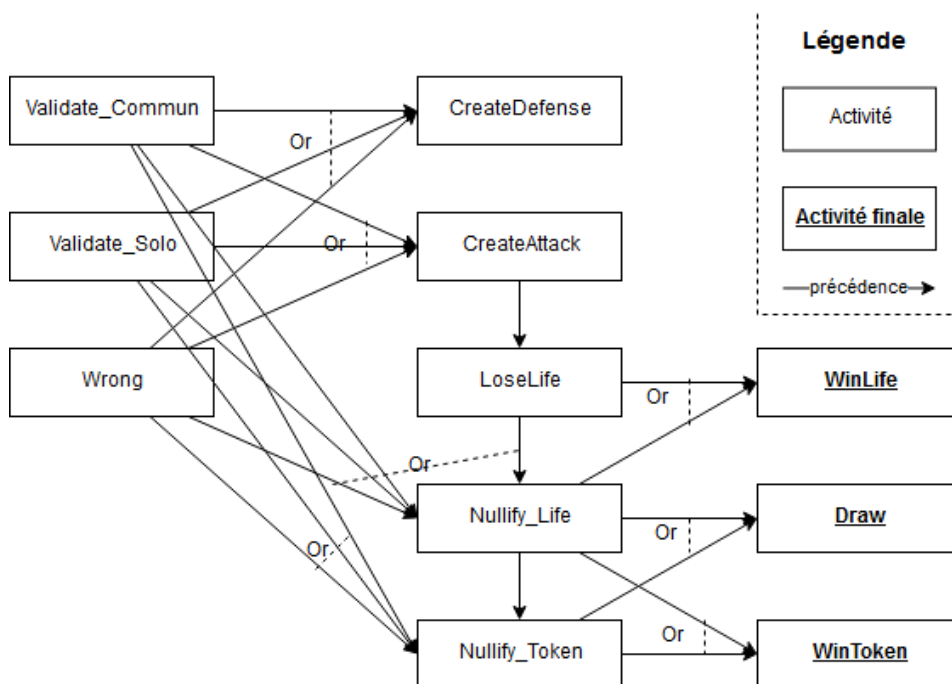 Légende
Validate_Commun
CreateDefense
Activité
Or
Activité finale
Validate_Solo
Or
CreateAttack
précédence
Wrong
LoseLife
Or
WinLife
Or
Nullify_Life
Or
Draw
Or
Nullify_Token
Or
WinToken